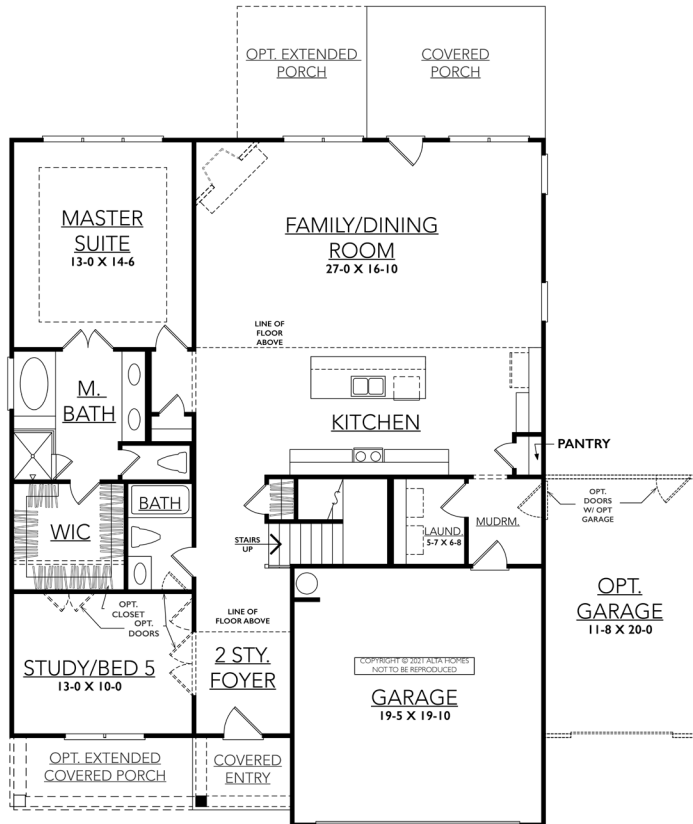 OPT. EXTENDED
PORCH
COVERED
PORCH
MASTER
SUITE
13-0 X 14-6
FAMILY/DINING
ROOM
27-0 X 16-10
LINE OF
FLOOR
ABOVE
M.
BATH
KITCHEN
PANTRY
WIC
BATH
STAIRS
UP
LAUND.
5-7 X 6-8
MUDRM.
OPT.
DOORS
W/ OPT
GARAGE
OPT.
GARAGE
11-8 X 20-0
OPT.
CLOSET
OPT.
DOORS
LINE OF
FLOOR ABOVE
STUDY/BED 5
13-0 X 10-0
2 STY.
FOYER
COPYRIGHT © 2021 ALTA HOMES
NOT TO BE REPRODUCED
GARAGE
19-5 X 19-10
OPT. EXTENDED
COVERED PORCH
COVERED
ENTRY